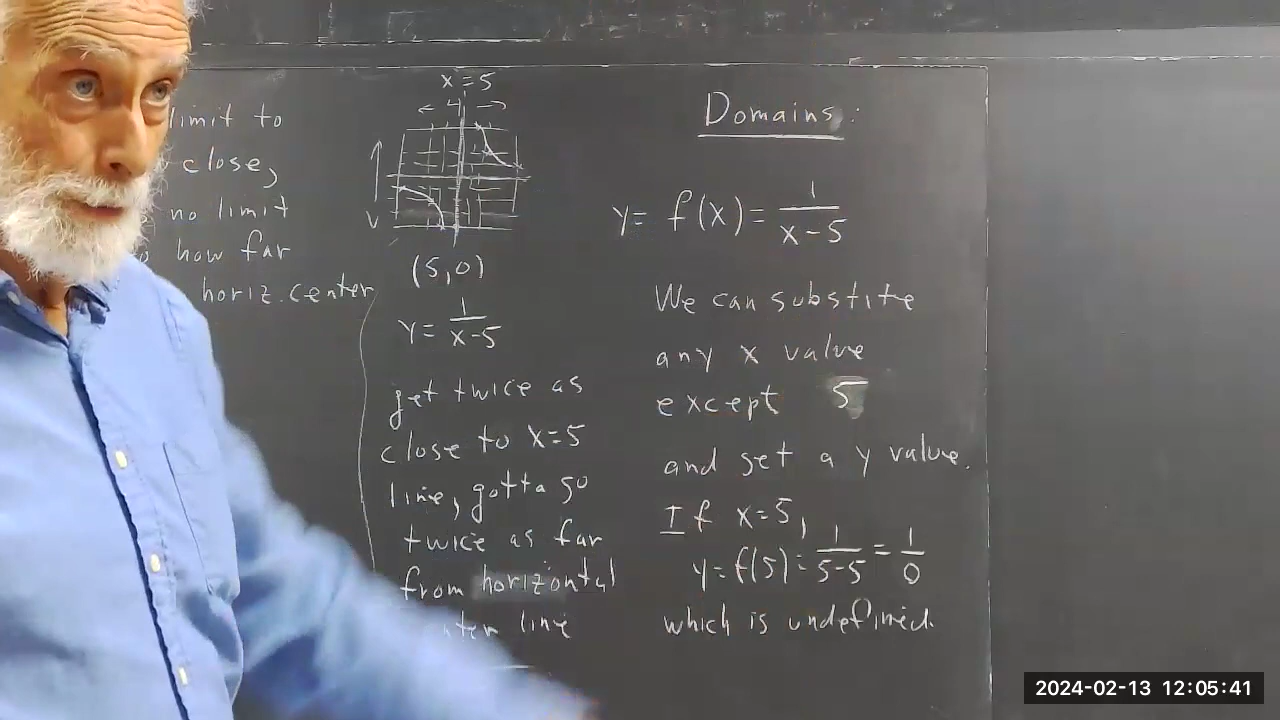 limit to
close,
no limit
how far
horiz. center
x=5
← 4 →
(5,0)
y= 1/(x-5)
get twice as
close to x=5
line, gotta go
twice as far
from horizontal
line
Domains:
y= f(x)= 1/(x-5)
We can substite
any x value
except 5
and get a y value.
If x=5,
y=f(5)= 1/(5-5) = 1/0
which is undefined.
2024-02-13 12:05:41